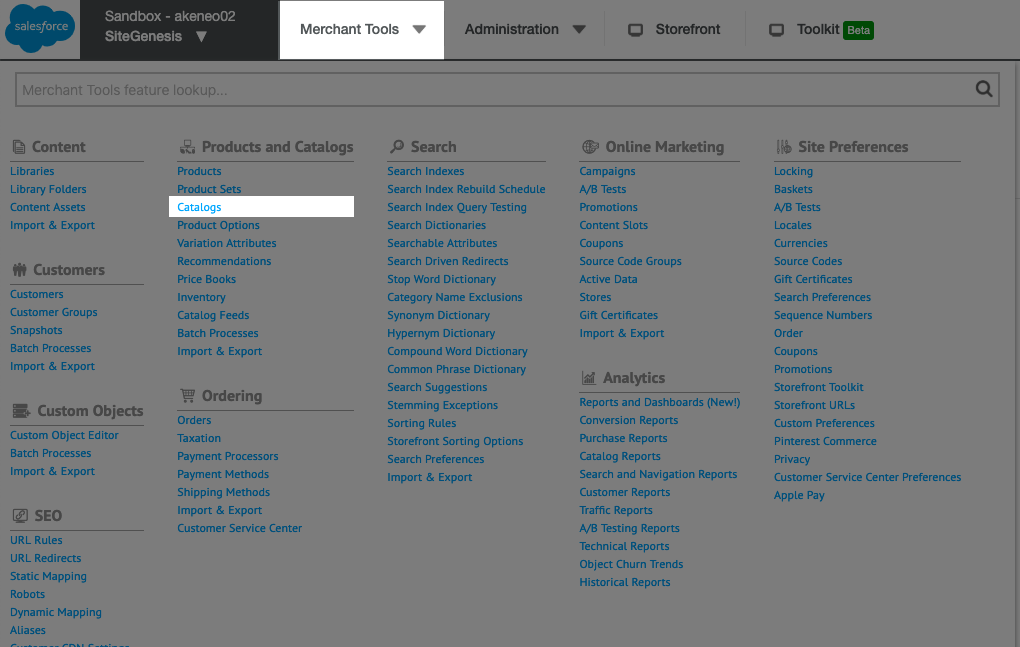 salesforce
Sandbox - akeneo02
SiteGenesis
Merchant Tools
Administration
Storefront
Toolkit Beta
Merchant Tools feature lookup...
Content
Libraries
Library Folders
Content Assets
Import & Export
Customers
Customers
Customer Groups
Snapshots
Batch Processes
Import & Export
Custom Objects
Custom Object Editor
Batch Processes
Import & Export
SEO
URL Rules
URL Redirects
Static Mapping
Robots
Dynamic Mapping
Aliases
Customer CDN Settings
Products and Catalogs
Products
Product Sets
Catalogs
Product Options
Variation Attributes
Recommendations
Price Books
Inventory
Catalog Feeds
Batch Processes
Import & Export
Ordering
Orders
Taxation
Payment Processors
Payment Methods
Shipping Methods
Import & Export
Customer Service Center
Search
Search Indexes
Search Index Rebuild Schedule
Search Index Query Testing
Search Dictionaries
Searchable Attributes
Search Driven Redirects
Stop Word Dictionary
Category Name Exclusions
Synonym Dictionary
Hypernym Dictionary
Compound Word Dictionary
Common Phrase Dictionary
Search Suggestions
Stemming Exceptions
Sorting Rules
Storefront Sorting Options
Search Preferences
Import & Export
Online Marketing
Campaigns
A/B Tests
Promotions
Content Slots
Coupons
Source Code Groups
Active Data
Stores
Gift Certificates
Import & Export
Analytics
Reports and Dashboards (New!)
Conversion Reports
Purchase Reports
Catalog Reports
Search and Navigation Reports
Customer Reports
Traffic Reports
A/B Testing Reports
Technical Reports
Object Churn Trends
Historical Reports
Site Preferences
Locking
Baskets
A/B Tests
Locales
Currencies
Source Codes
Gift Certificates
Search Preferences
Sequence Numbers
Order
Coupons
Promotions
Storefront Toolkit
Storefront URLs
Custom Preferences
Pinterest Commerce
Privacy
Customer Service Center Preferences
Apple Pay